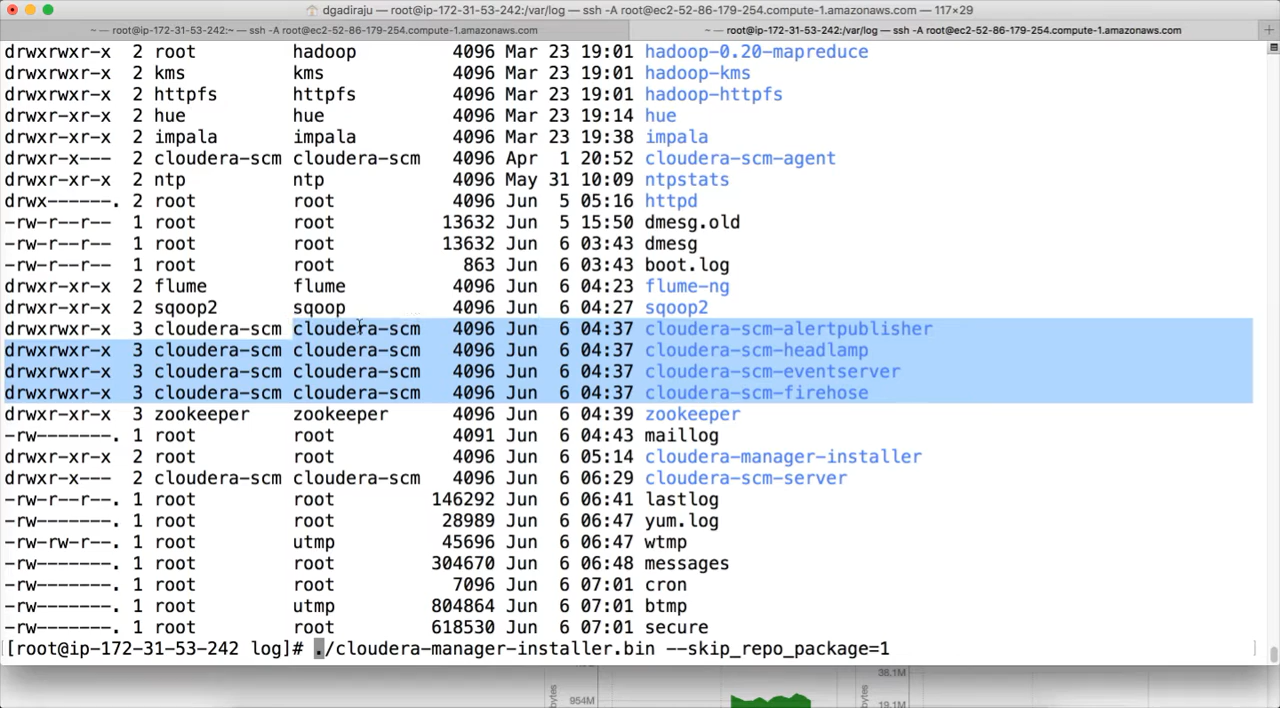 dgadiraju — root@ip-172-31-53-242:/var/log — ssh -A root@ec2-52-86-179-254.compute-1.amazonaws.com — 117×29
~ — root@ip-172-31-53-242:~ — ssh -A root@ec2-52-86-179-254.compute-1.amazonaws.com
~ — root@ip-172-31-53-242:/var/log — ssh -A root@ec2-52-86-179-254.compute-1.amazonaws.com
drwxrwxr-x 2 root hadoop 4096 Mar 23 19:01 hadoop-0.20-mapreduce
drwxr-xr-x 2 kms kms 4096 Mar 23 19:01 hadoop-kms
drwxr-xr-x 2 httpfs httpfs 4096 Mar 23 19:01 hadoop-httpfs
drwxr-xr-x 2 hue hue 4096 Mar 23 19:14 hue
drwxr-xr-x 2 impala impala 4096 Mar 23 19:38 impala
drwxr-x--- 2 cloudera-scm cloudera-scm 4096 Apr 1 20:52 cloudera-scm-agent
drwxr-xr-x 2 ntp ntp 4096 May 31 10:09 ntpstats
drwx------. 2 root root 4096 Jun 5 05:16 httpd
-rw-r--r-- 1 root root 13632 Jun 5 15:50 dmesg.old
-rw-r--r-- 1 root root 13632 Jun 6 03:43 dmesg
-rw-r--r-- 1 root root 863 Jun 6 03:43 boot.log
drwxr-xr-x 2 flume flume 4096 Jun 6 04:23 flume-ng
drwxr-xr-x 2 sqoop2 sqoop 4096 Jun 6 04:27 sqoop2
drwxrwxr-x 3 cloudera-scm cloudera-scm 4096 Jun 6 04:37 cloudera-scm-alertpublisher
drwxrwxr-x 3 cloudera-scm cloudera-scm 4096 Jun 6 04:37 cloudera-scm-headlamp
drwxrwxr-x 3 cloudera-scm cloudera-scm 4096 Jun 6 04:37 cloudera-scm-eventserver
drwxrwxr-x 3 cloudera-scm cloudera-scm 4096 Jun 6 04:37 cloudera-scm-firehose
drwxr-xr-x 3 zookeeper zookeeper 4096 Jun 6 04:39 zookeeper
-rw-------. 1 root root 4091 Jun 6 04:43 maillog
drwxr-xr-x 2 root root 4096 Jun 6 05:14 cloudera-manager-installer
drwxr-x--- 2 cloudera-scm cloudera-scm 4096 Jun 6 06:29 cloudera-scm-server
-rw-r--r--. 1 root root 146292 Jun 6 06:41 lastlog
-rw-------. 1 root root 28989 Jun 6 06:47 yum.log
-rw-rw-r--. 1 root utmp 45696 Jun 6 06:47 wtmp
-rw-------. 1 root root 304670 Jun 6 06:48 messages
-rw-------. 1 root root 7096 Jun 6 07:01 cron
-rw-------. 1 root utmp 804864 Jun 6 07:01 btmp
-rw-------. 1 root root 618530 Jun 6 07:01 secure
[root@ip-172-31-53-242 log]# ./cloudera-manager-installer.bin --skip_repo_package=1
38.1M
bytes 954M bytes 19.1M